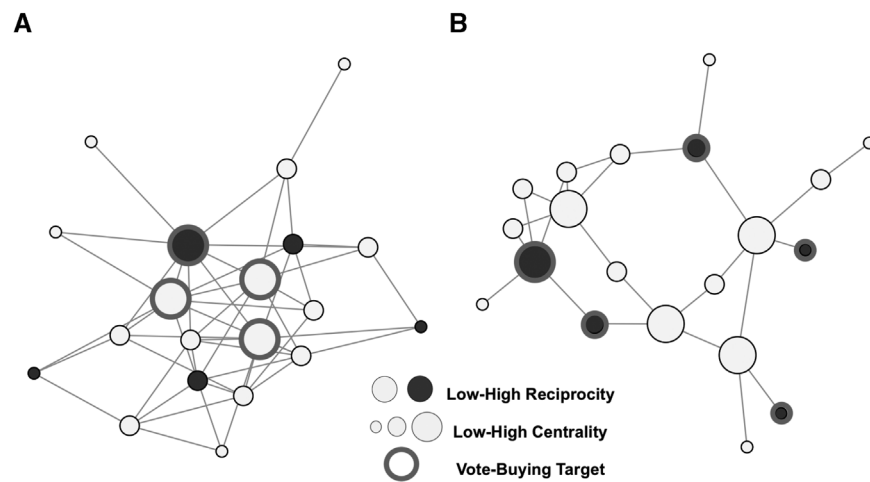 A
B
Low-High Reciprocity
Low-High Centrality
Vote-Buying Target